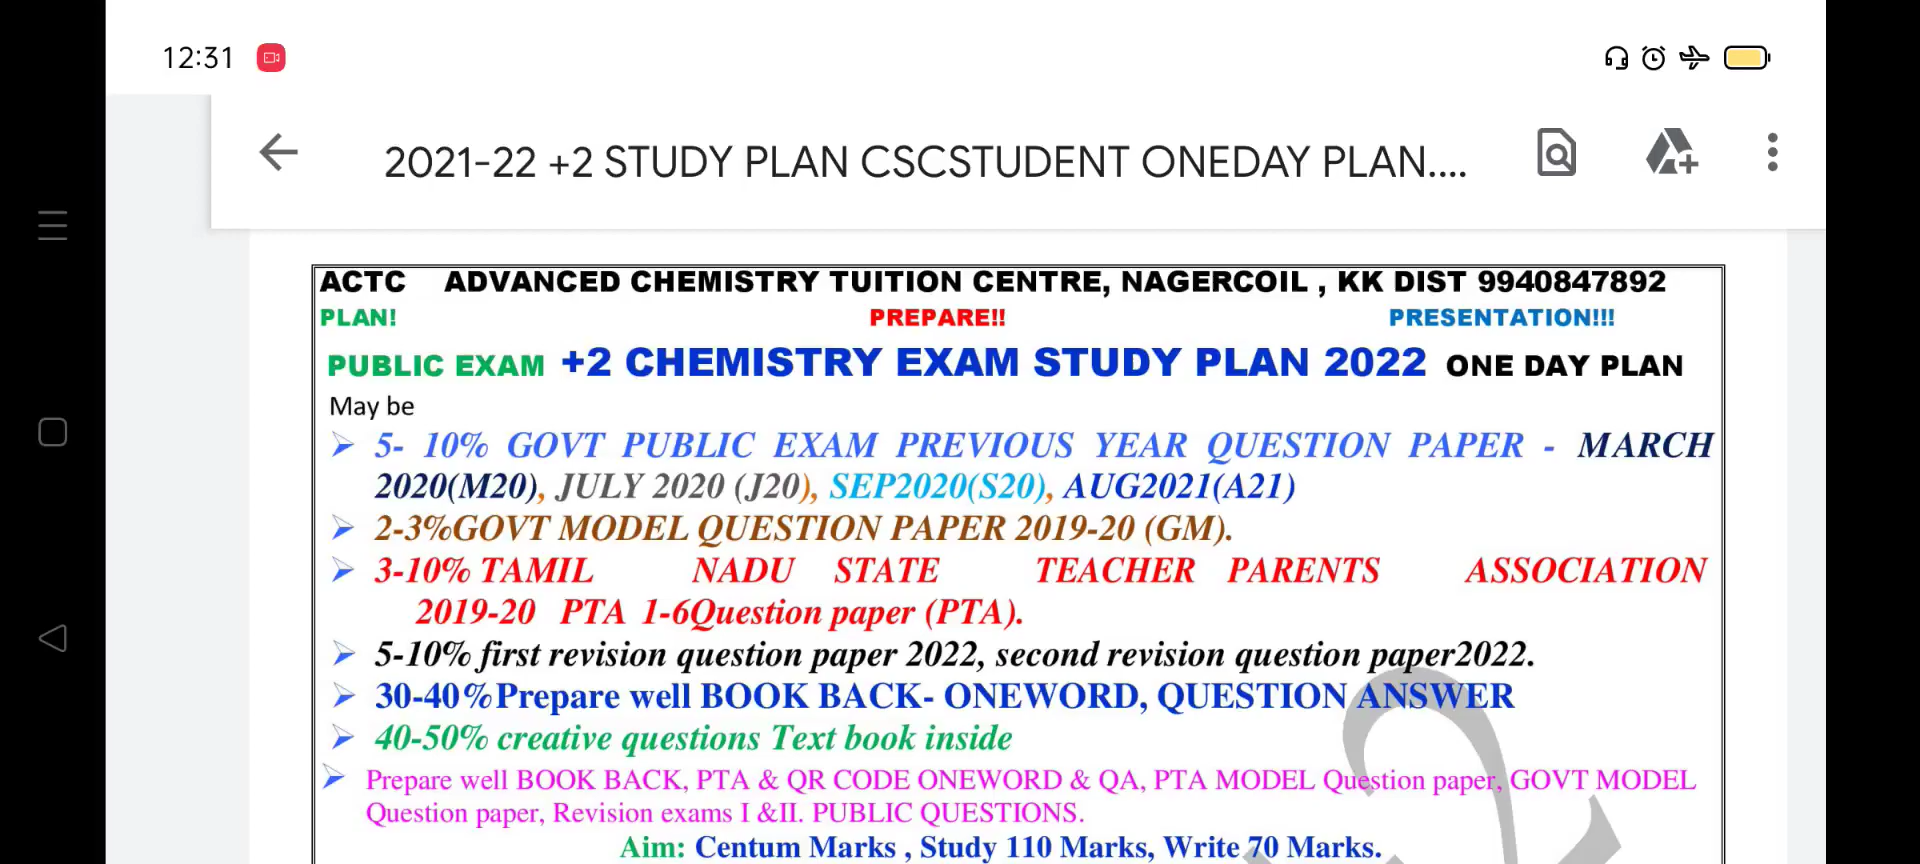 12:31
2021-22 +2 STUDY PLAN CSCSTUDENT ONEDAY PLAN....
ACTC ADVANCED CHEMISTRY TUITION CENTRE, NAGERCOIL , KK DIST 9940847892
PLAN! PREPARE!! PRESENTATION!!!
PUBLIC EXAM +2 CHEMISTRY EXAM STUDY PLAN 2022 ONE DAY PLAN
May be
➢ 5- 10% GOVT PUBLIC EXAM PREVIOUS YEAR QUESTION PAPER - MARCH
2020(M20), JULY 2020 (J20), SEP2020(S20), AUG2021(A21)
➢ 2-3%GOVT MODEL QUESTION PAPER 2019-20 (GM).
➢ 3-10% TAMIL NADU STATE TEACHER PARENTS ASSOCIATION
2019-20 PTA 1-6Question paper (PTA).
➢ 5-10% first revision question paper 2022, second revision question paper2022.
➢ 30-40%Prepare well BOOK BACK- ONEWORD, QUESTION ANSWER
➢ 40-50% creative questions Text book inside
➢ Prepare well BOOK BACK, PTA & QR CODE ONEWORD & QA, PTA MODEL Question paper, GOVT MODEL
Question paper, Revision exams I &II. PUBLIC QUESTIONS.
Aim: Centum Marks , Study 110 Marks, Write 70 Marks.